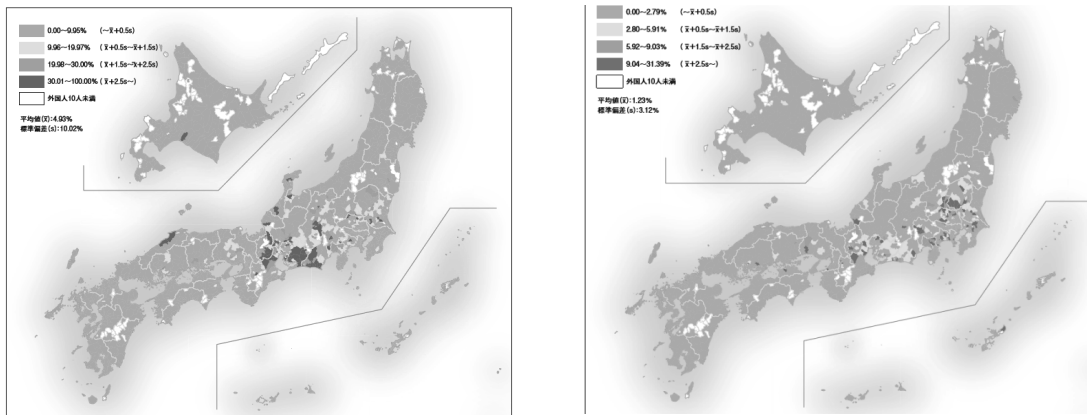 0.00~9.95% (~x̄+0.5s)
9.96~19.97% (x̄+0.5s~x̄+1.5s)
19.98~30.00% (x̄+1.5s~x̄+2.5s)
30.01~100.00% (x̄+2.5s~)
外国人10人未満
平均値(x̄):4.93%
標準偏差(s):10.02%
0.00~2.79% (~x̄+0.5s)
2.80~5.91% (x̄+0.5s~x̄+1.5s)
5.92~9.03% (x̄+1.5s~x̄+2.5s)
9.04~31.39% (x̄+2.5s~)
外国人10人未満
平均値(x̄):1.23%
標準偏差(s):3.12%